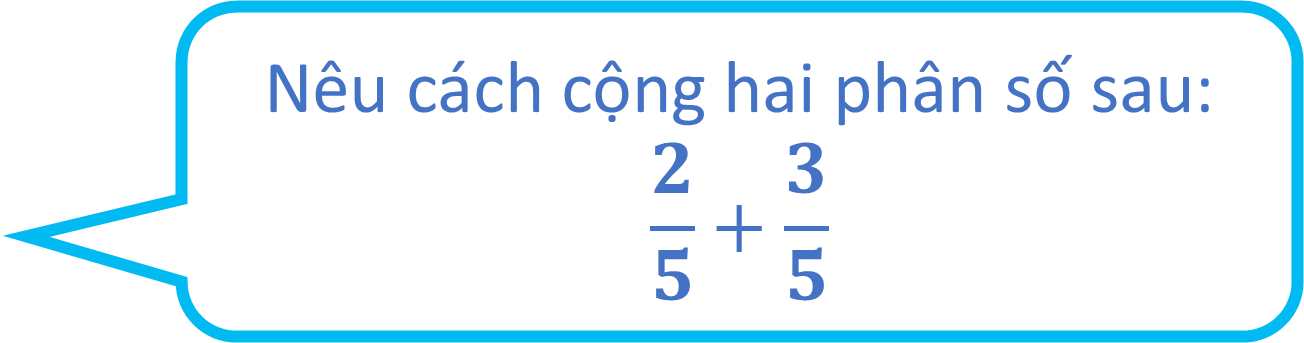 Nêu cách cộng hai phân số sau:
2/5 + 3/5